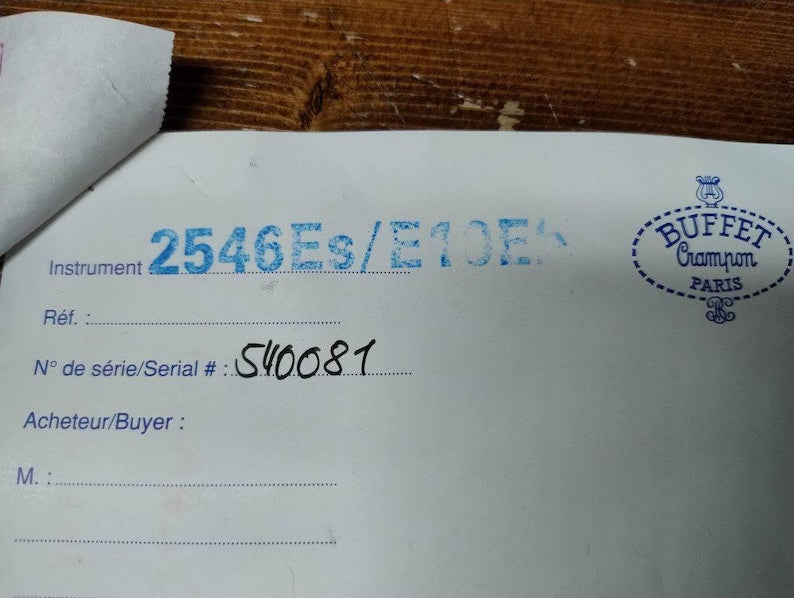 BUFFET
Crampon
PARIS
Instrument 2546Es/E10E
Réf. :
N° de série/Serial # : 540081
Acheteur/Buyer :
M. :